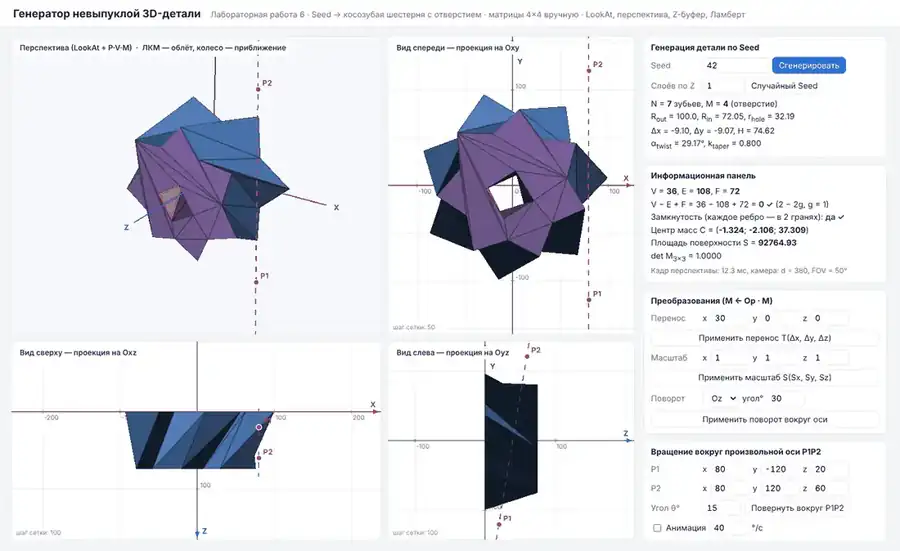 Генератор невыпуклой 3D-детали
Лабораторная работа 6 · Seed → косозубая шестерня с отверстием · матрицы 4×4 вручную · LookAt, перспектива, Z-буфер, Ламберт
Перспектива (LookAt + P·V·M) · ЛКМ — облёт, колесо — приближение
P2
X
Z
P1
Вид спереди — проекция на Oxy
Y
P2
100
X
-100
0
-100
P1
шаг сетки: 50
Вид сверху — проекция на Oxz
X
-200
100
P2
100
Z
шаг сетки: 100
Вид слева — проекция на Oyz
P2
Y
Z
-100
100
P1
шаг сетки: 100
Генерация детали по Seed
Seed 42 Сгенерировать
Слоёв по Z 1 Случайный Seed
N = 7 зубьев, M = 4 (отверстие)
Rout = 100.0, Rin = 72.05, rhole = 32.19
Δx = -9.10, Δy = -9.07, H = 74.62
αtwist = 29.17°, ktaper = 0.800
Информационная панель
V = 36, E = 108, F = 72
V − E + F = 36 − 108 + 72 = 0 ✓ (2 − 2g, g = 1)
Замкнутость (каждое ребро — в 2 гранях): да ✓
Центр масс C = (-1.324; -2.106; 37.309)
Площадь поверхности S = 92764.93
det M3×3 = 1.0000
Кадр перспективы: 12.3 мс, камера: d = 380, FOV = 50°
Преобразования (M ← Op · M)
Перенос x 30 y 0 z 0
Применить перенос T(Δx, Δy, Δz)
Масштаб x 1 y 1 z 1
Применить масштаб S(Sx, Sy, Sz)
Поворот Oz угол° 30
Применить поворот вокруг оси
Вращение вокруг произвольной оси P1P2
P1 x 80 y -120 z 20
P2 x 80 y 120 z 60
Угол θ° 15 Повернуть вокруг P1P2
Анимация 40 °/с